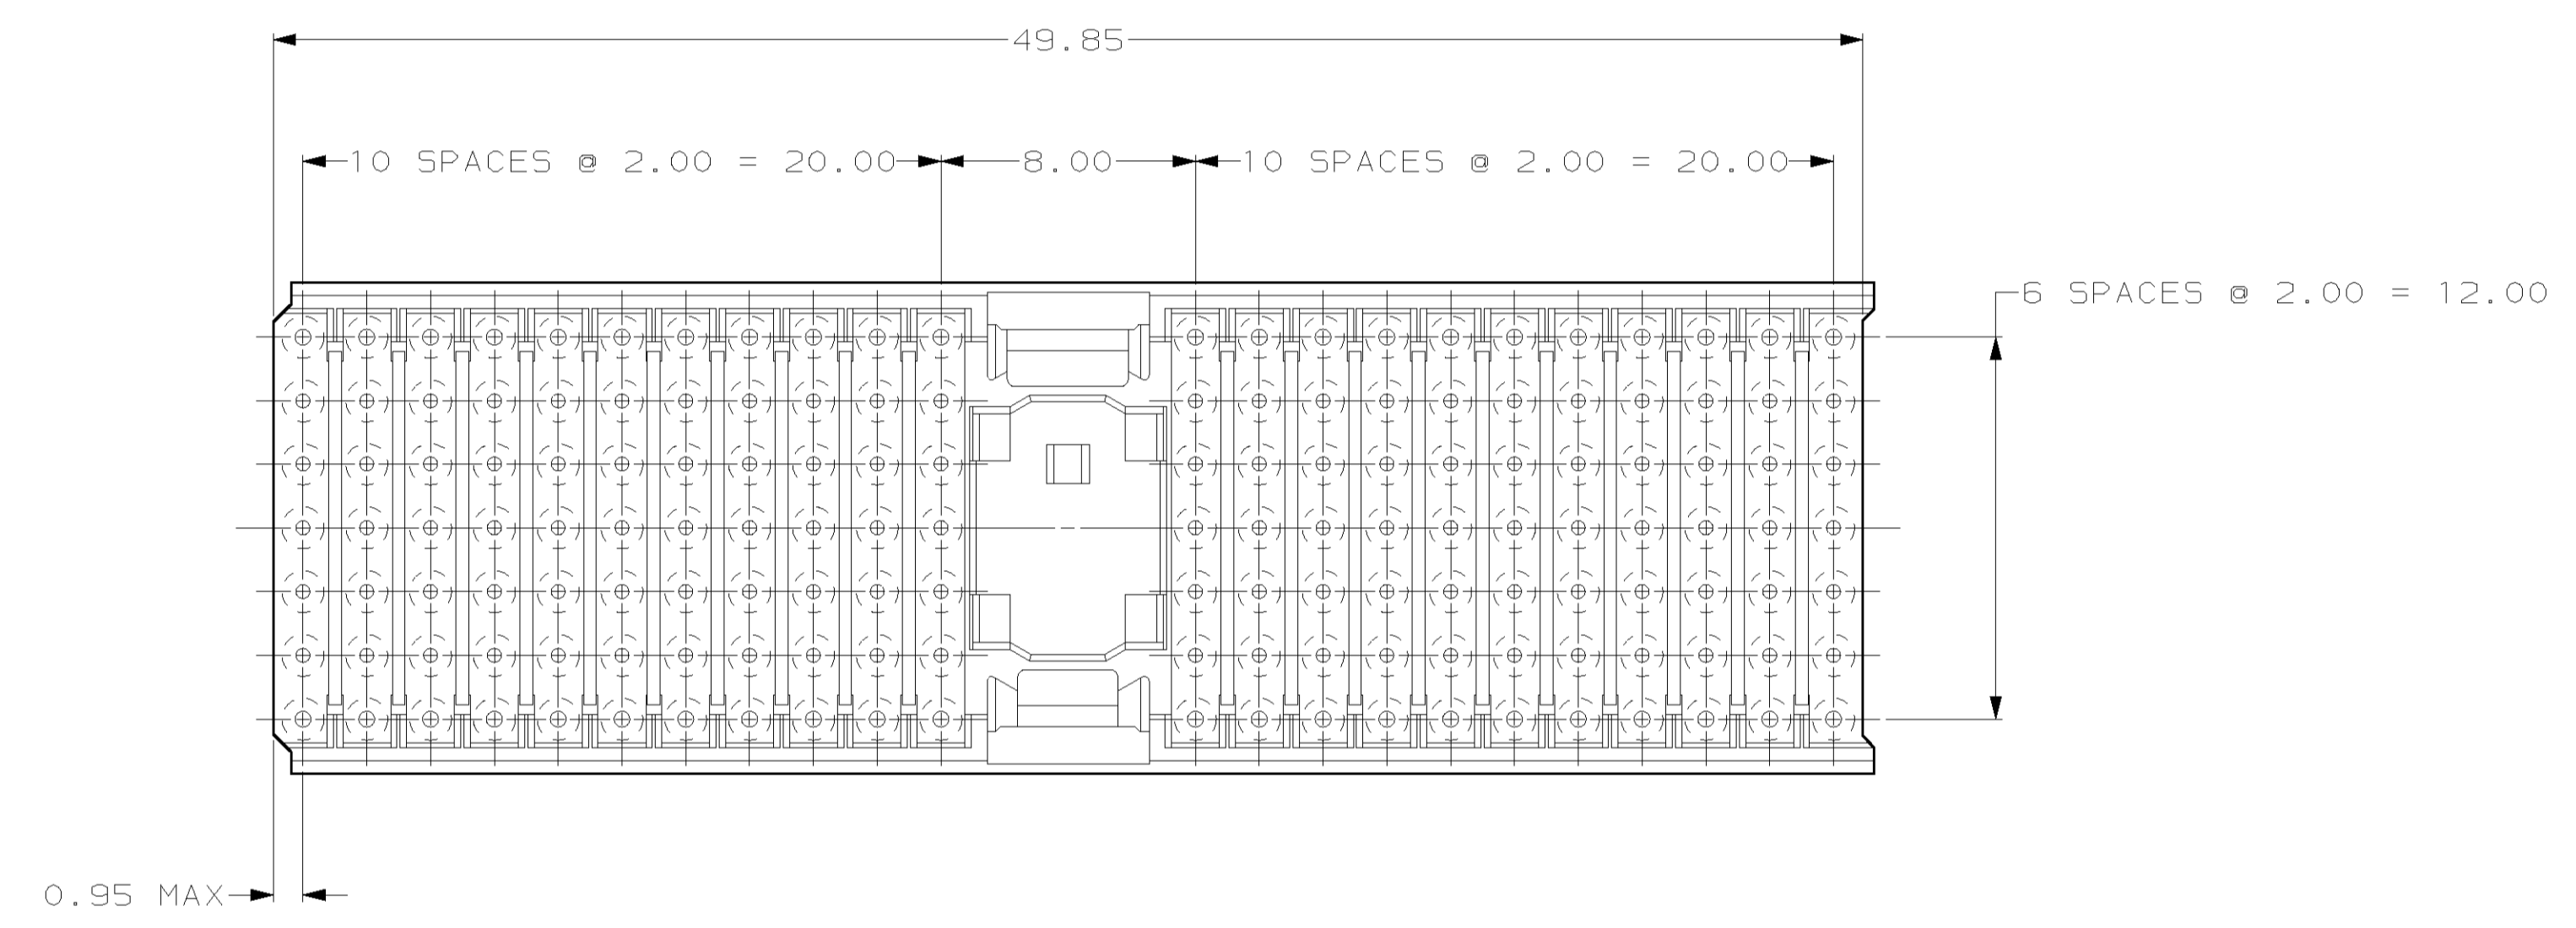 49.85
10 SPACES @ 2.00 = 20.00
8.00
10 SPACES @ 2.00 = 20.00
6 SPACES @ 2.00 = 12.00
0.95 MAX